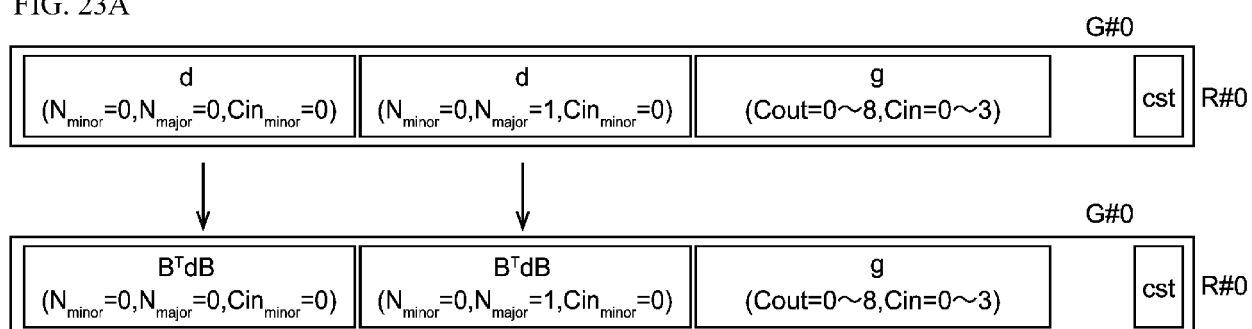 FIG. 23A
G#0
d
(Nminor=0,Nmajor=0,Cinminor=0)
d
(Nminor=0,Nmajor=1,Cinminor=0)
g
(Cout=0～8,Cin=0～3)
cst
R#0
G#0
BᵀdB
(Nminor=0,Nmajor=0,Cinminor=0)
BᵀdB
(Nminor=0,Nmajor=1,Cinminor=0)
g
(Cout=0～8,Cin=0～3)
cst
R#0